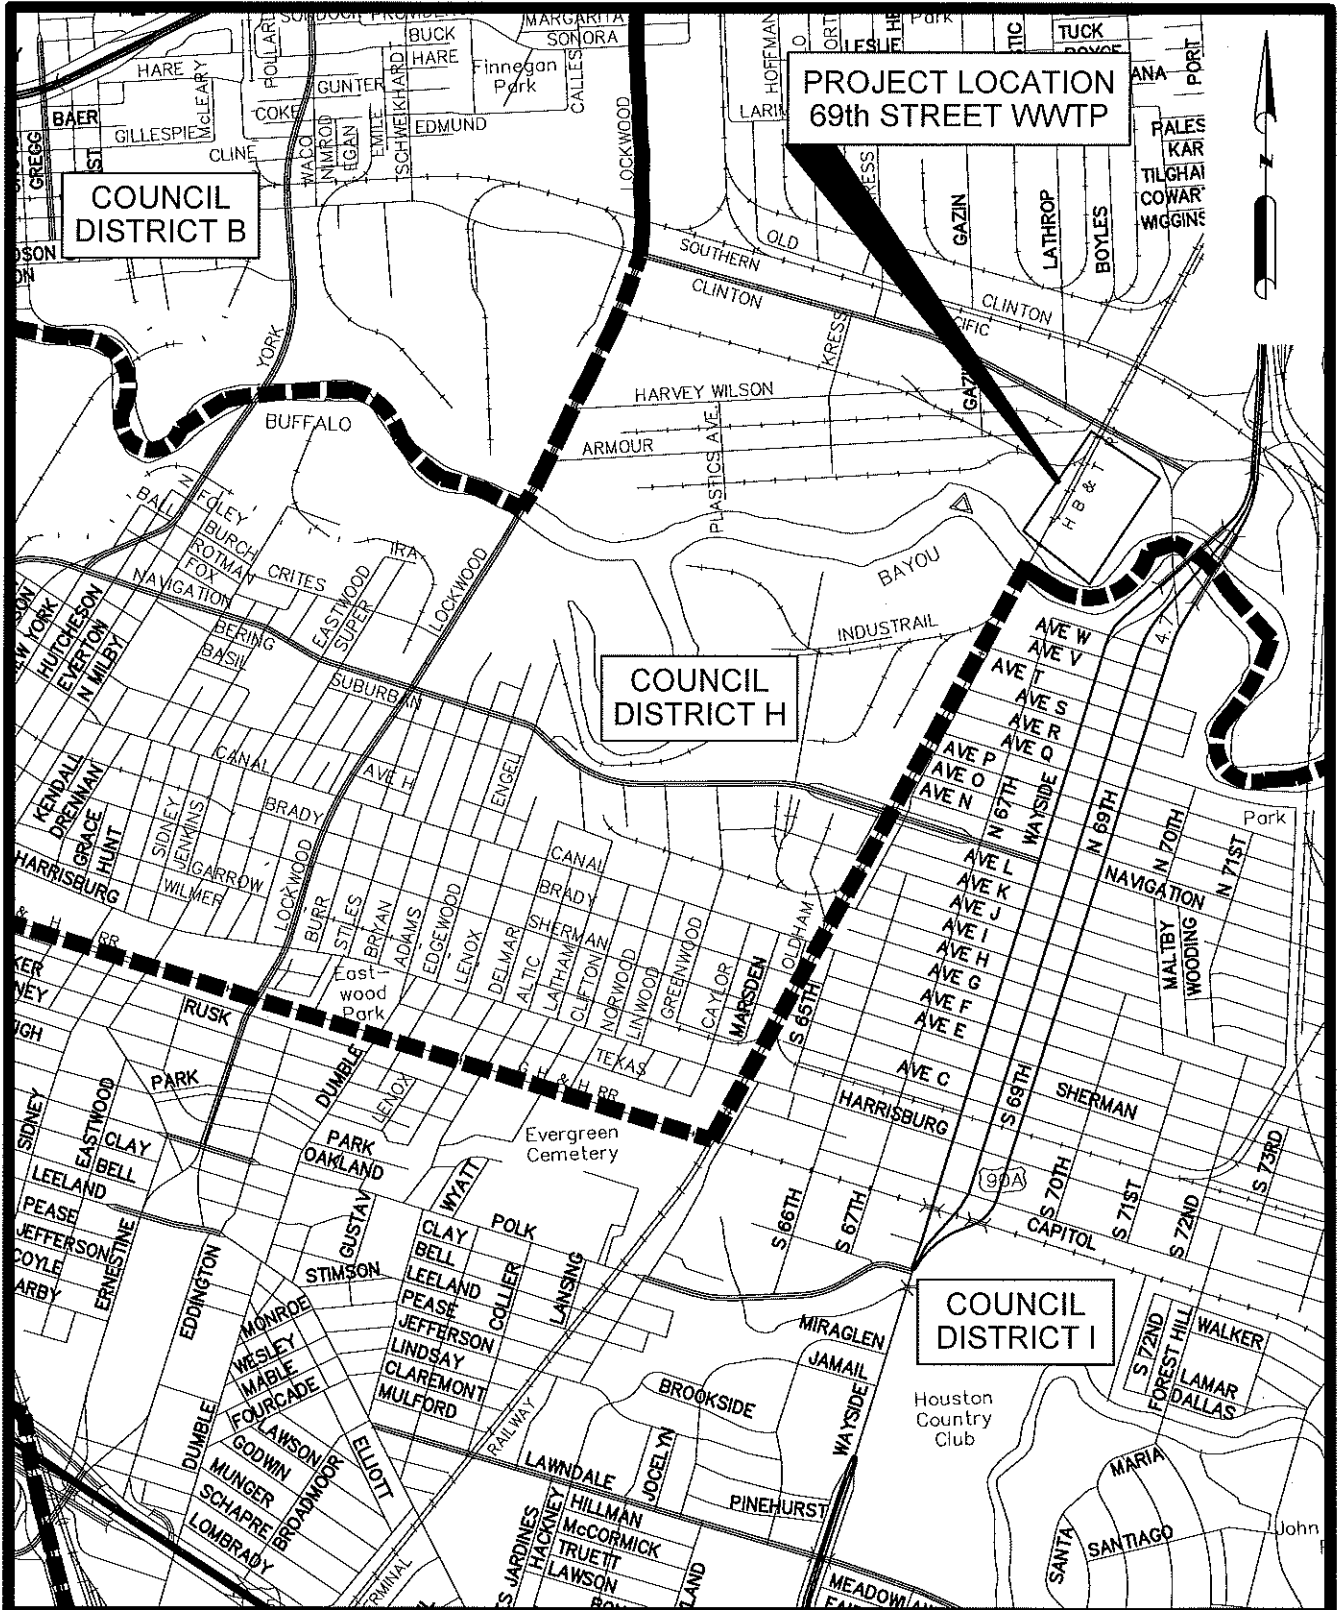 MARGARITA
SONORA
BUCK
HARE
HARE
Finnegan
Park
CALLES
POLLARD
McLEARY
GUNTER
COKE
BAER
GILLESPIE
CLINE
GREGG
WACO
NIMROD
EGAN
EMILE
SCHWEIKHARDT
EDMUND
LOCKWOOD
HOFFMAN
LESLIE
Park
TUCK
PROJECT LOCATION
69th STREET WWTP
COUNCIL
DISTRICT B
OLD
SOUTHERN
CLINTON
CLINTON
GAZIN
LATHROP
BOYLES
N
YORK
KRESS
HARVEY WILSON
ARMOUR
PLASTICS AVE
BUFFALO
H B & T
BAYOU
INDUSTRAIL
BALL
N
FOLEY
BURCH
ROTMAN
FOX
CRITES
IRA
NAVIGATION
BERING
BASIL
EASTWOOD
SUPER
LOCKWOOD
HUTCHESON
EVERTON
N MILBY
SUBURBAN
COUNCIL
DISTRICT H
AVE W
AVE V
AVE T
AVE S
AVE R
AVE Q
AVE P
AVE O
AVE N
N 67TH
WAYSIDE
N 69TH
N 70TH
N 71ST
Park
CANAL
AVE H
ENGEL
BRADY
KENDALL
DRENNAN
GRACE
HUNT
SIDNEY
JENKINS
GARROW
WILMER
HARRISBURG
LOCKWOOD
BURR
STILES
BRYAN
ADAMS
EDGEWOOD
LENOX
DELMAR
ALTIC
LATHAM
CLIFTON
NORWOOD
LINWOOD
GREENWOOD
CAYLOR
MARSDEN
OLDHAM
CANAL
BRADY
SHERMAN
AVE L
AVE K
AVE J
AVE I
AVE H
AVE G
AVE F
AVE E
AVE C
NAVIGATION
MALTBY
WOODING
East-
wood
Park
& H RR
RUSK
DUMBLE
LENOX
TEXAS
G H & H RR
S 65TH
HARRISBURG
S 69TH
SHERMAN
PARK
PARK
OAKLAND
Evergreen
Cemetery
SIDNEY
EASTWOOD
CLAY
BELL
LEELAND
PEASE
JEFFERSON
COYLE
ERNESTINE
EDDINGTON
GUSTAV
STIMSON
WYATT
CLAY
POLK
BELL
LEELAND
PEASE
JEFFERSON
LINDSAY
CLAREMONT
MULFORD
COLLIER
LANSING
S 66TH
S 67TH
90A
S 70TH
S 71ST
S 72ND
S 73RD
CAPITOL
COUNCIL
DISTRICT I
MONROE
WESLEY
MABLE
FOURCADE
DUMBLE
LAWSON
GODWIN
MUNGER
SCHAPRE
LOMBRADY
BROADMOOR
ELLIOTT
RAILWAY
MIRAGLEN
JAMAIL
BROOKSIDE
WAYSIDE
Houston
Country
Club
S 72ND
FOREST HILL
WALKER
LAMAR
DALLAS
LAWNDALE
JOCELYN
PINEHURST
HACKNEY
HILLMAN
McCORMICK
TRUETT
LAWSON
MARIA
SANTA
SANTIAGO
John